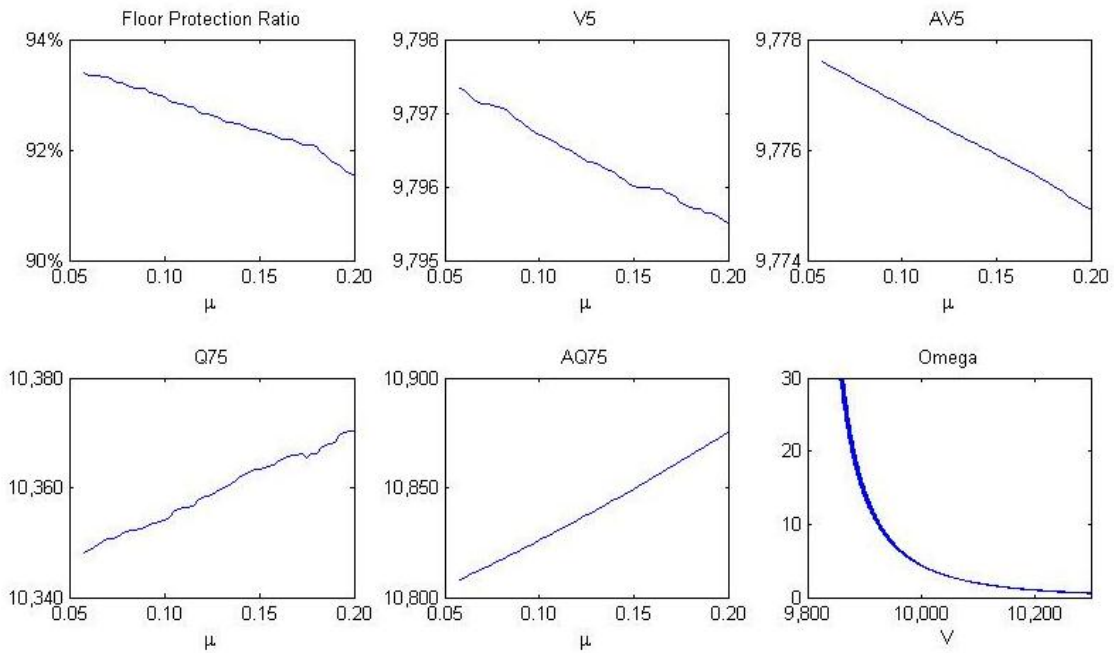 Floor Protection Ratio
94%
92%
90%
0.05 0.10 0.15 0.20
μ
V5
9,798
9,797
9,796
9,795
0.05 0.10 0.15 0.20
μ
AV5
9,778
9,776
9,774
0.05 0.10 0.15 0.20
μ
Q75
10,380
10,360
10,340
0.05 0.10 0.15 0.20
μ
AQ75
10,900
10,850
10,800
0.05 0.10 0.15 0.20
μ
Omega
30
20
10
0
9,800 10,000 10,200
V